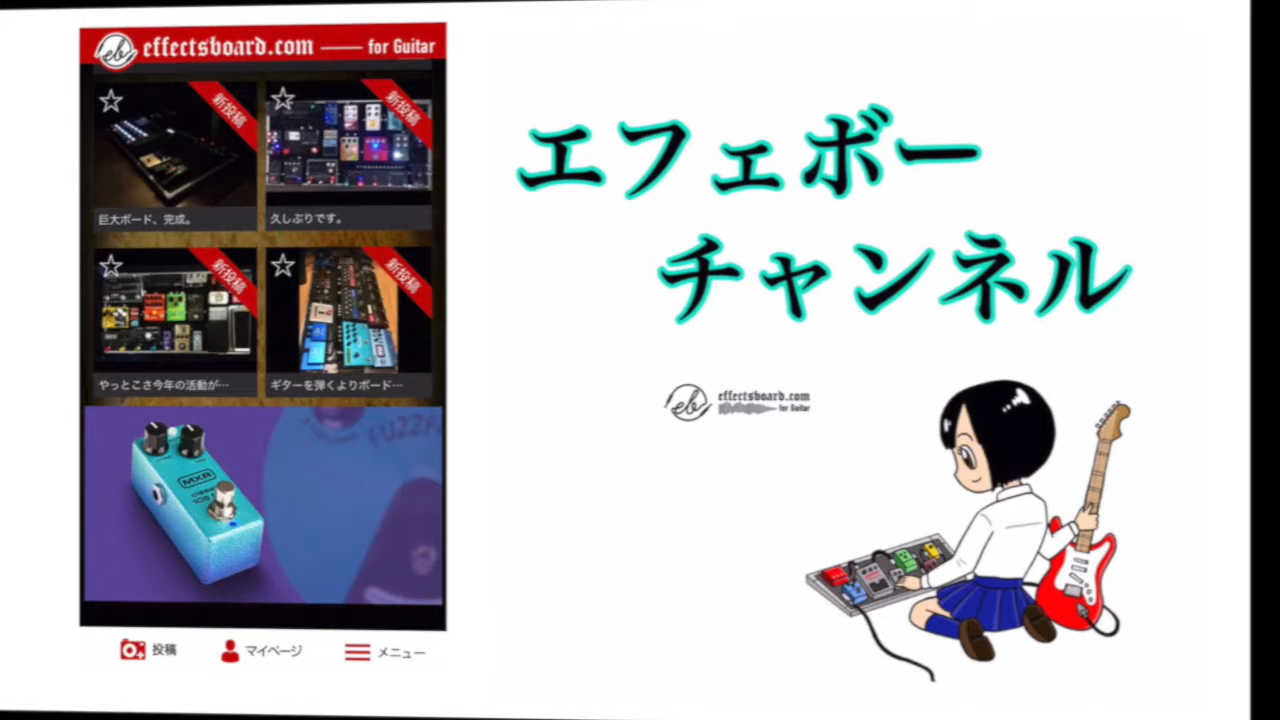 effectsboard.com
for Guitar
新投稿
新投稿
巨大ボード、完成。
久しぶりです。
新投稿
新投稿
やっとこさ今年の活動が…
ギターを弾くよりボード…
MXR
投稿
マイページ
メニュー
エフェボー
チャンネル
eb
effectsboard.com
for Guitar